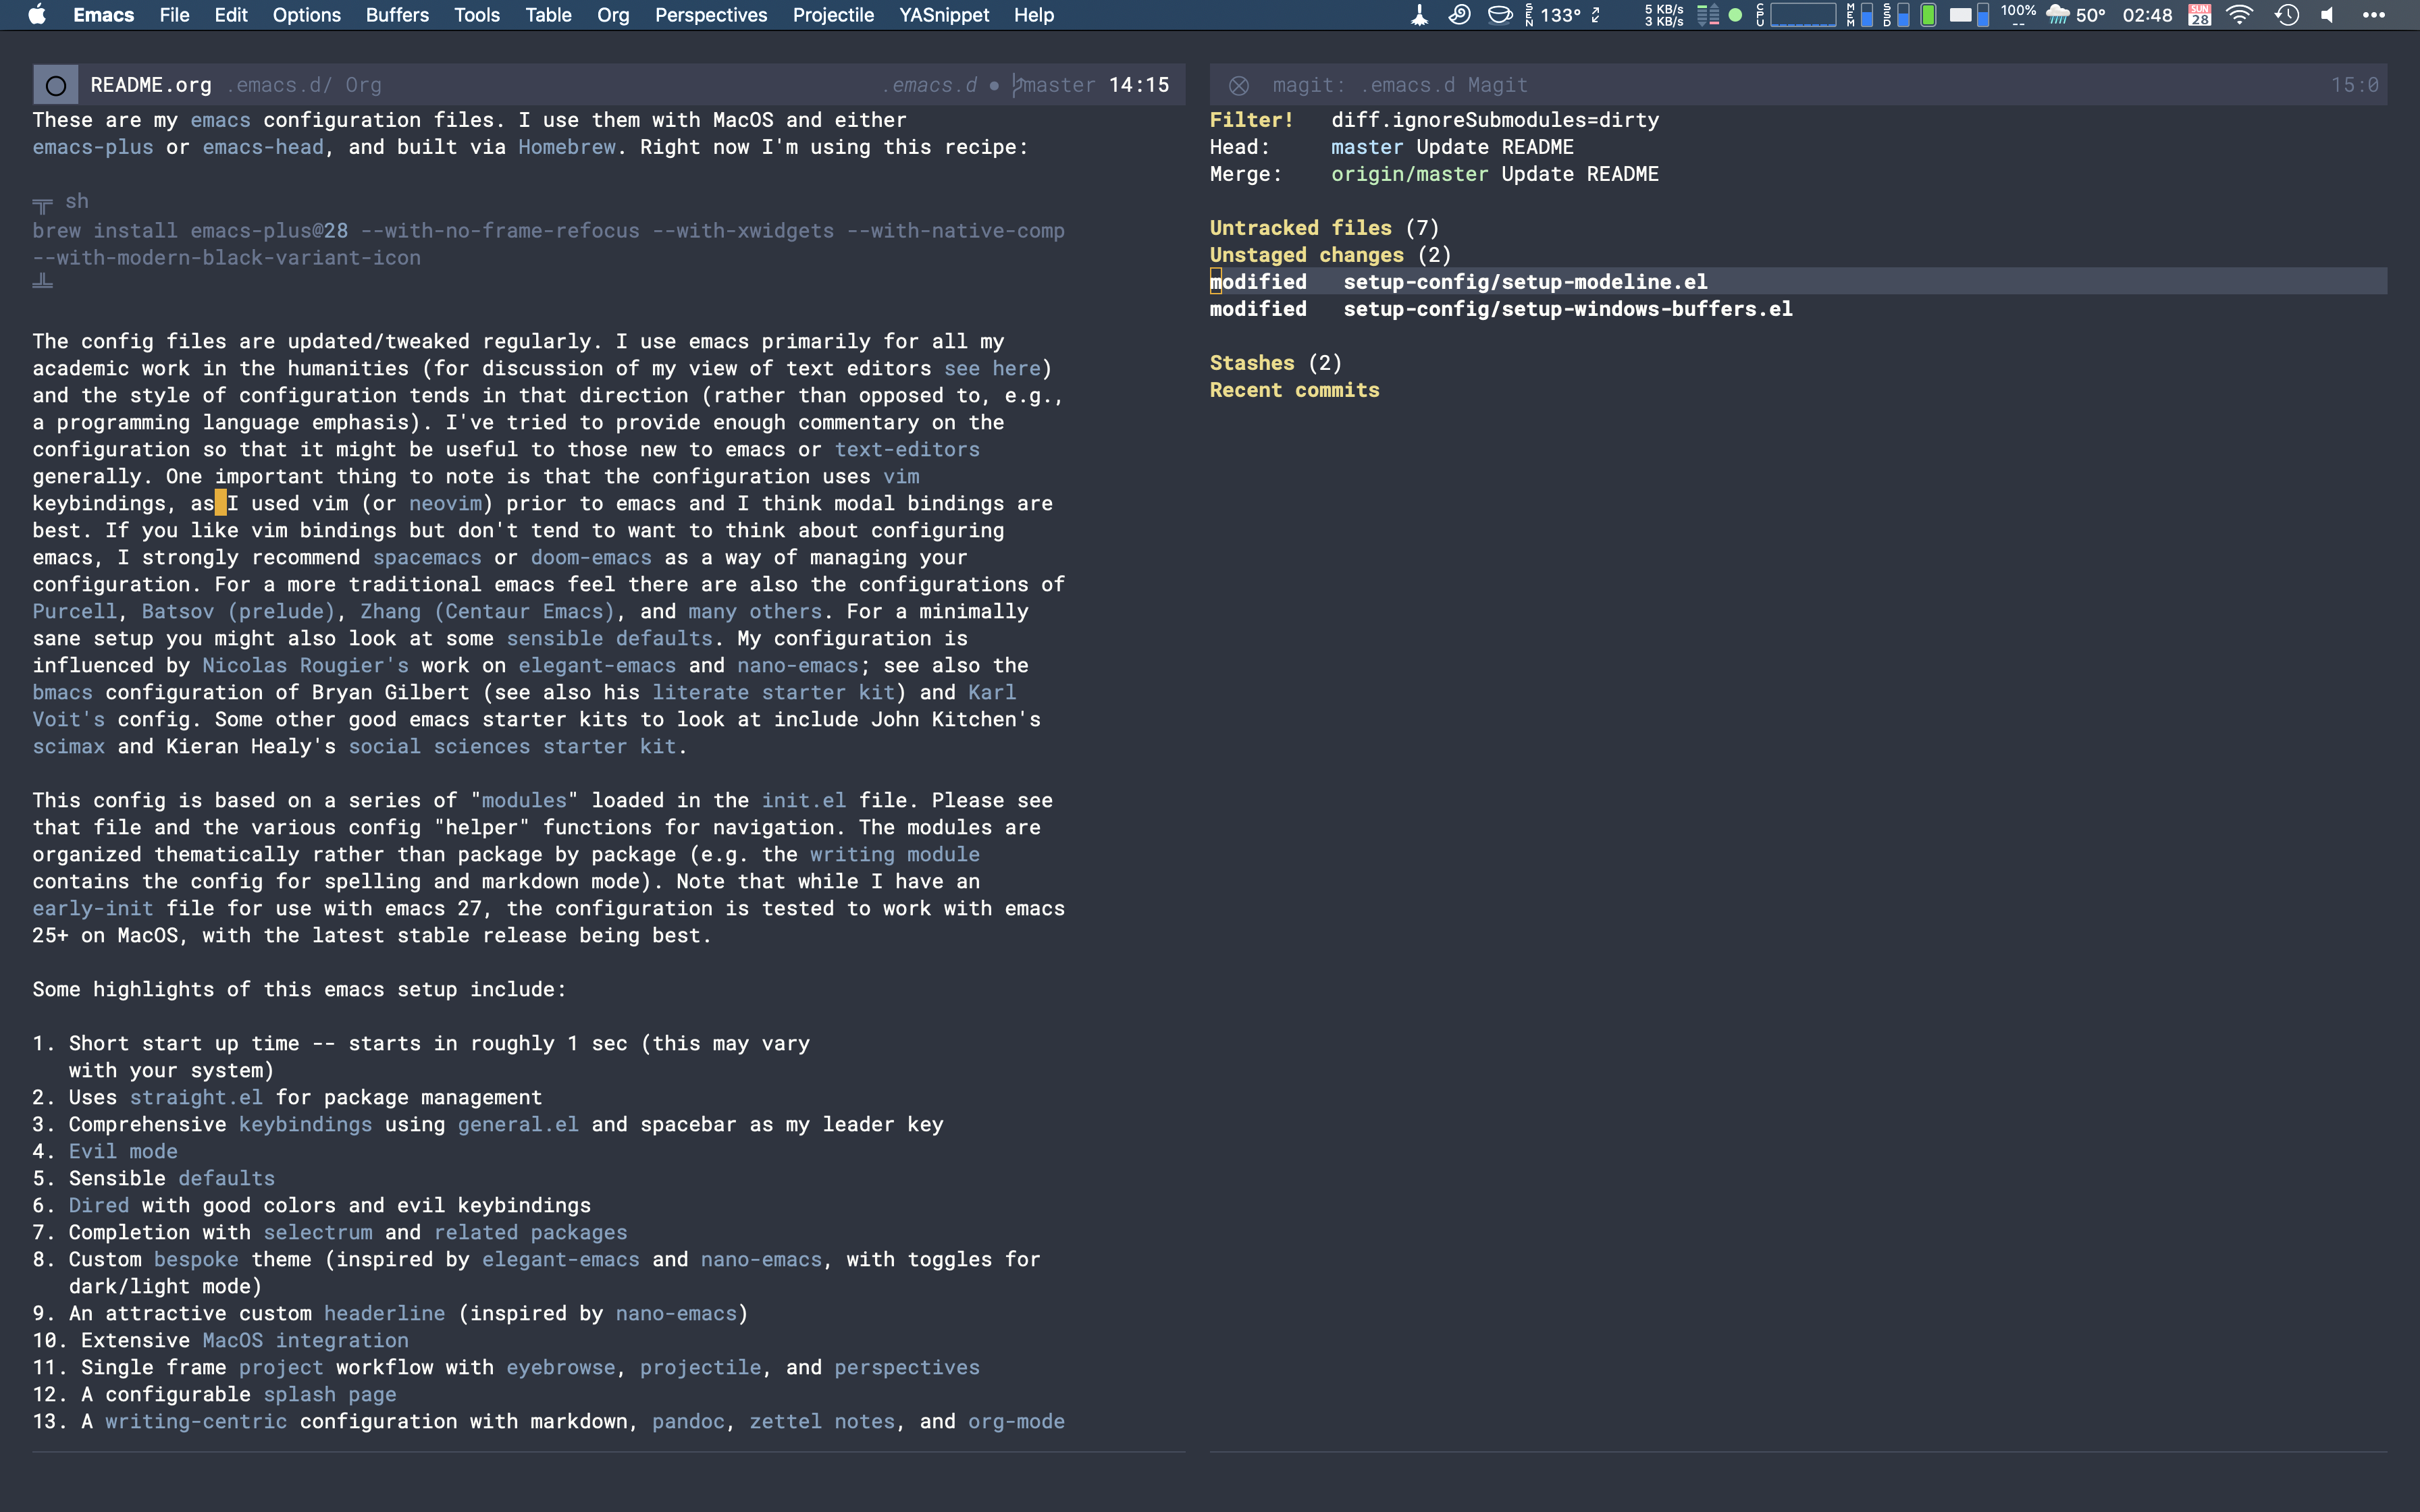 Emacs File Edit Options Buffers Tools Table Org Perspectives Projectile YASnippet Help SEN 133° 5 KB/s 3 KB/s CPU MEM SSD 100% -- 50° 02:48 SUN 28
README.org .emacs.d/ Org .emacs.d ● master 14:15
These are my emacs configuration files. I use them with MacOS and either
emacs-plus or emacs-head, and built via Homebrew. Right now I'm using this recipe:
sh
brew install emacs-plus@28 --with-no-frame-refocus --with-xwidgets --with-native-comp
--with-modern-black-variant-icon
The config files are updated/tweaked regularly. I use emacs primarily for all my
academic work in the humanities (for discussion of my view of text editors see here)
and the style of configuration tends in that direction (rather than opposed to, e.g.,
a programming language emphasis). I've tried to provide enough commentary on the
configuration so that it might be useful to those new to emacs or text-editors
generally. One important thing to note is that the configuration uses vim
keybindings, as I used vim (or neovim) prior to emacs and I think modal bindings are
best. If you like vim bindings but don't tend to want to think about configuring
emacs, I strongly recommend spacemacs or doom-emacs as a way of managing your
configuration. For a more traditional emacs feel there are also the configurations of
Purcell, Batsov (prelude), Zhang (Centaur Emacs), and many others. For a minimally
sane setup you might also look at some sensible defaults. My configuration is
influenced by Nicolas Rougier's work on elegant-emacs and nano-emacs; see also the
bmacs configuration of Bryan Gilbert (see also his literate starter kit) and Karl
Voit's config. Some other good emacs starter kits to look at include John Kitchen's
scimax and Kieran Healy's social sciences starter kit.
This config is based on a series of "modules" loaded in the init.el file. Please see
that file and the various config "helper" functions for navigation. The modules are
organized thematically rather than package by package (e.g. the writing module
contains the config for spelling and markdown mode). Note that while I have an
early-init file for use with emacs 27, the configuration is tested to work with emacs
25+ on MacOS, with the latest stable release being best.
Some highlights of this emacs setup include:
1. Short start up time -- starts in roughly 1 sec (this may vary
with your system)
2. Uses straight.el for package management
3. Comprehensive keybindings using general.el and spacebar as my leader key
4. Evil mode
5. Sensible defaults
6. Dired with good colors and evil keybindings
7. Completion with selectrum and related packages
8. Custom bespoke theme (inspired by elegant-emacs and nano-emacs, with toggles for
dark/light mode)
9. An attractive custom headerline (inspired by nano-emacs)
10. Extensive MacOS integration
11. Single frame project workflow with eyebrowse, projectile, and perspectives
12. A configurable splash page
13. A writing-centric configuration with markdown, pandoc, zettel notes, and org-mode
magit: .emacs.d Magit 15:0
Filter! diff.ignoreSubmodules=dirty
Head: master Update README
Merge: origin/master Update README
Untracked files (7)
Unstaged changes (2)
modified setup-config/setup-modeline.el
modified setup-config/setup-windows-buffers.el
Stashes (2)
Recent commits